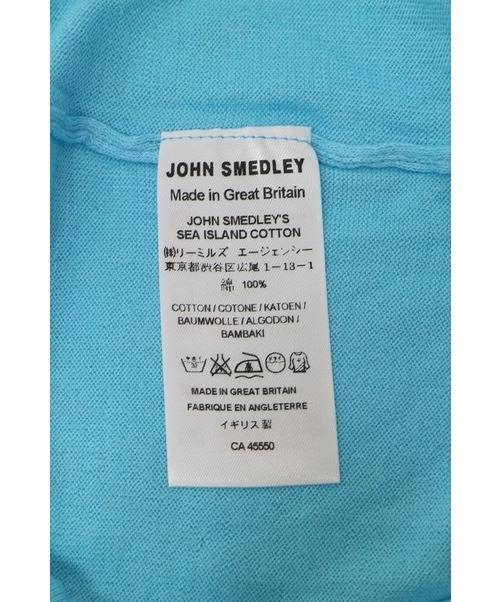 JOHN SMEDLEY
Made in Great Britain
JOHN SMEDLEY'S
SEA ISLAND COTTON
㈱リーミルズ エージェンシー
東京都渋谷区広尾1-13-1
綿 100%
COTTON / COTONE / KATOEN /
BAUMWOLLE / ALGODON /
BAMBAKI
MADE IN GREAT BRITAIN
FABRIQUE EN ANGLETERRE
イギリス製
CA 45550